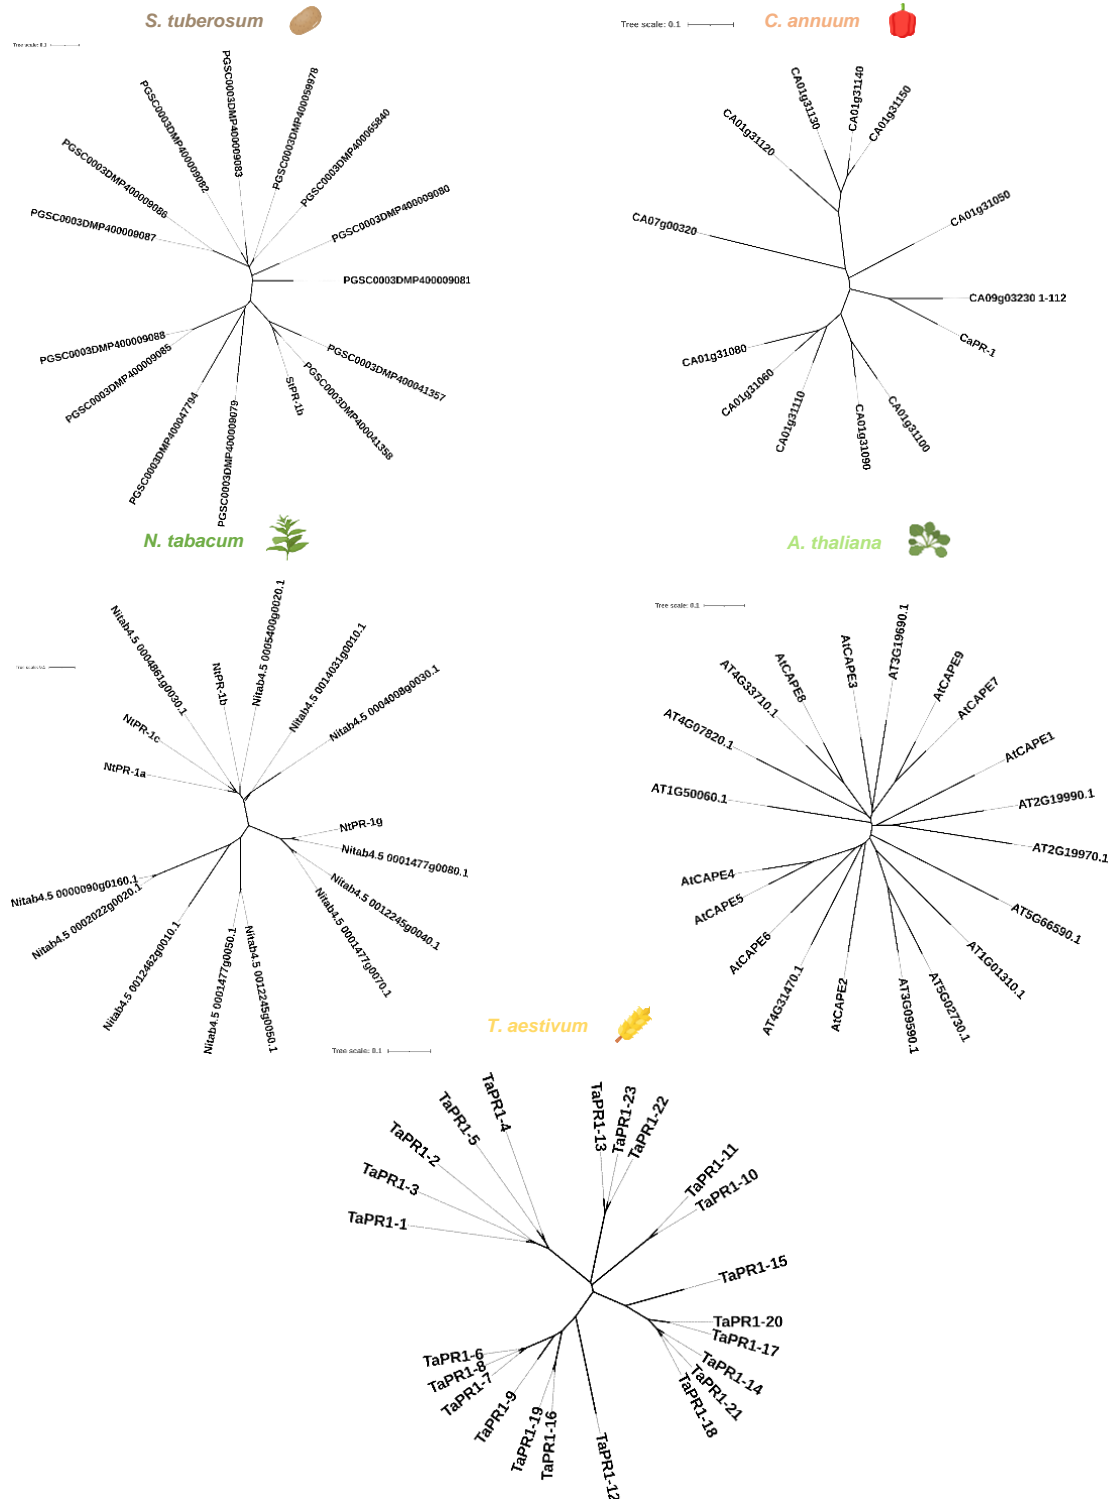 S. tuberosum
C. annuum
Tree scale: 0.1
Tree scale: 0.1
PGSC0003DMP400009083
PGSC0003DMP400059978
PGSC0003DMP400009082
PGSC0003DMP400065840
PGSC0003DMP400009086
PGSC0003DMP400009080
PGSC0003DMP400009087
PGSC0003DMP400009081
PGSC0003DMP400009088
PGSC0003DMP400009085
PGSC0003DMP400041357
StPR-1b
PGSC0003DMP400041358
PGSC0003DMP400047794
PGSC0003DMP400009079
CA01g31130
CA01g31140
CA01g31150
CA01g31120
CA01g31050
CA07g00320
CA09g03230 1-112
CaPR-1
CA01g31080
CA01g31060
CA01g31110
CA01g31090
CA01g31100
N. tabacum
A. thaliana
Nitab4.5 0004861g0030.1
NtPR-1b
Nitab4.5 0005400g0020.1
Nitab4.5 0014031g0010.1
Nitab4.5 0004008g0030.1
NtPR-1c
NtPR-1a
NtPR-1g
Nitab4.5 0001477g0080.1
Nitab4.5 0012245g0040.1
Nitab4.5 0001477g0070.1
Nitab4.5 0000090g0160.1
Nitab4.5 0002022g0020.1
Nitab4.5 0012462g0010.1
Nitab4.5 0001477g0050.1
Nitab4.5 0012245g0050.1
Tree scale: 0.1
AT3G19690.1
AtCAPE3
AtCAPE9
AtCAPE8
AtCAPE7
AT4G33710.1
AT4G07820.1
AtCAPE1
AT1G50060.1
AT2G19990.1
AT2G19970.1
AtCAPE4
AtCAPE5
AT5G66590.1
AtCAPE6
AT1G01310.1
AT4G31470.1
AtCAPE2
AT3G09590.1
AT5G02730.1
T. aestivum
Tree scale: 0.1
TaPR1-4
TaPR1-5
TaPR1-2
TaPR1-3
TaPR1-1
TaPR1-13
TaPR1-23
TaPR1-22
TaPR1-11
TaPR1-10
TaPR1-15
TaPR1-20
TaPR1-17
TaPR1-14
TaPR1-21
TaPR1-18
TaPR1-6
TaPR1-8
TaPR1-7
TaPR1-9
TaPR1-19
TaPR1-16
TaPR1-12